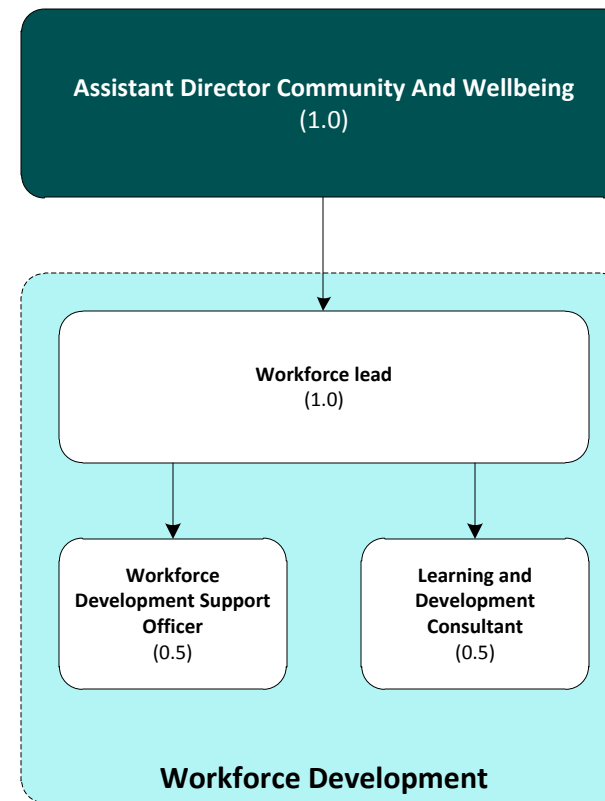 Assistant Director Community And Wellbeing
(1.0)
Workforce lead
(1.0)
Workforce
Development Support
Officer
(0.5)
Learning and
Development
Consultant
(0.5)
Workforce Development